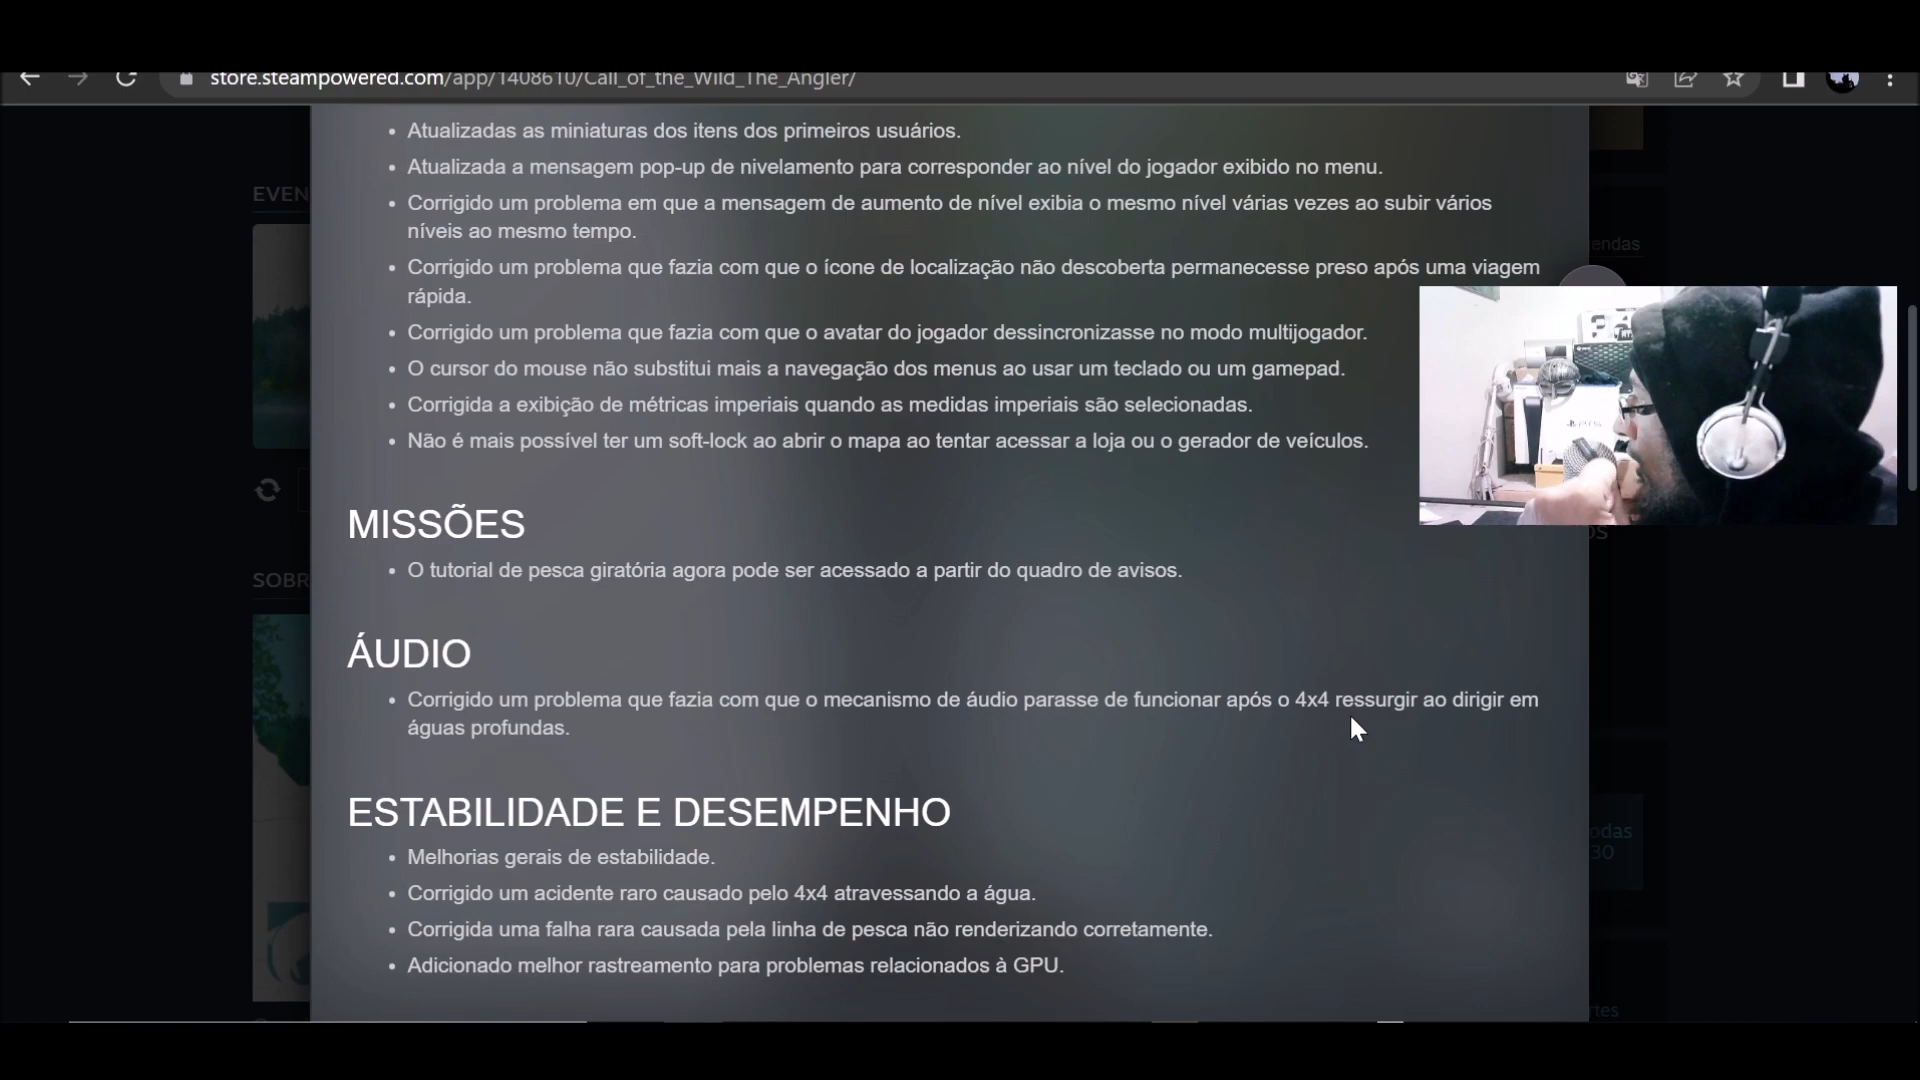 store.steampowered.com/app/1408610/Call_of_the_Wild_The_Angler/
Atualizadas as miniaturas dos itens dos primeiros usuários.
Atualizada a mensagem pop-up de nivelamento para corresponder ao nível do jogador exibido no menu.
EVEN
Corrigido um problema em que a mensagem de aumento de nível exibia o mesmo nível várias vezes ao subir vários
níveis ao mesmo tempo.
endas
Corrigido um problema que fazia com que o ícone de localização não descoberta permanecesse preso após uma viagem
rápida.
Corrigido um problema que fazia com que o avatar do jogador dessincronizasse no modo multijogador.
O cursor do mouse não substitui mais a navegação dos menus ao usar um teclado ou um gamepad.
Corrigida a exibição de métricas imperiais quando as medidas imperiais são selecionadas.
Não é mais possível ter um soft-lock ao abrir o mapa ao tentar acessar a loja ou o gerador de veículos.
PS5
MISSÕES
OS
O tutorial de pesca giratória agora pode ser acessado a partir do quadro de avisos.
SOBR
ÁUDIO
Corrigido um problema que fazia com que o mecanismo de áudio parasse de funcionar após o 4x4 ressurgir ao dirigir em
águas profundas.
ESTABILIDADE E DESEMPENHO
odas
30
Melhorias gerais de estabilidade.
Corrigido um acidente raro causado pelo 4x4 atravessando a água.
Corrigida uma falha rara causada pela linha de pesca não renderizando corretamente.
Adicionado melhor rastreamento para problemas relacionados à GPU.
rtes